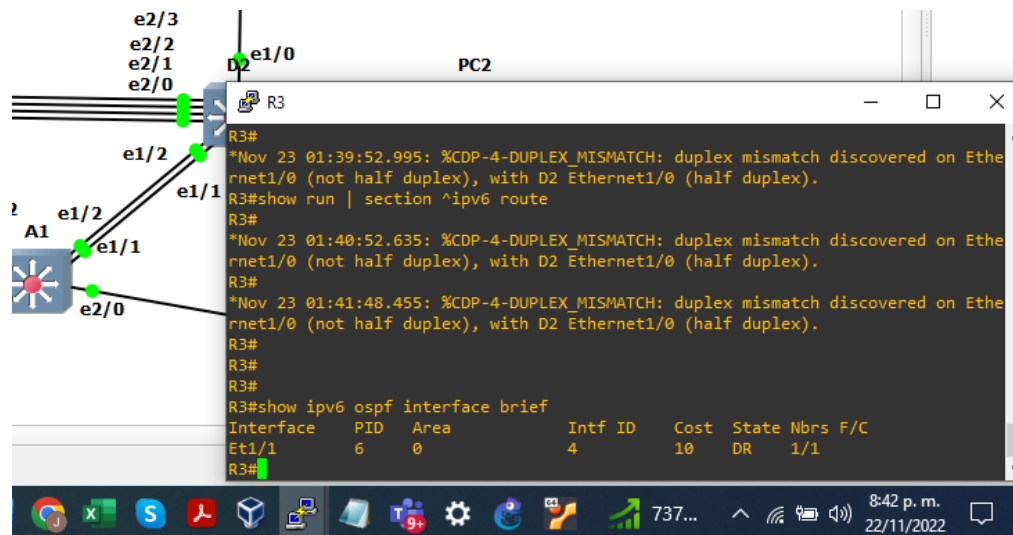 e2/3
e2/2
e2/1
e2/0
D2
e1/0
PC2
e1/2
e1/1
e1/2
A1
e1/1
e2/0
R3
R3#
*Nov 23 01:39:52.995: %CDP-4-DUPLEX_MISMATCH: duplex mismatch discovered on Ethe
rnet1/0 (not half duplex), with D2 Ethernet1/0 (half duplex).
R3#show run | section ^ipv6 route
R3#
*Nov 23 01:40:52.635: %CDP-4-DUPLEX_MISMATCH: duplex mismatch discovered on Ethe
rnet1/0 (not half duplex), with D2 Ethernet1/0 (half duplex).
R3#
*Nov 23 01:41:48.455: %CDP-4-DUPLEX_MISMATCH: duplex mismatch discovered on Ethe
rnet1/0 (not half duplex), with D2 Ethernet1/0 (half duplex).
R3#
R3#
R3#
R3#show ipv6 ospf interface brief
Interface    PID   Area            Intf ID    Cost  State Nbrs F/C
Et1/1        6     0               4          10    DR    1/1
R3#
9+
64
737...
8:42 p. m.
22/11/2022